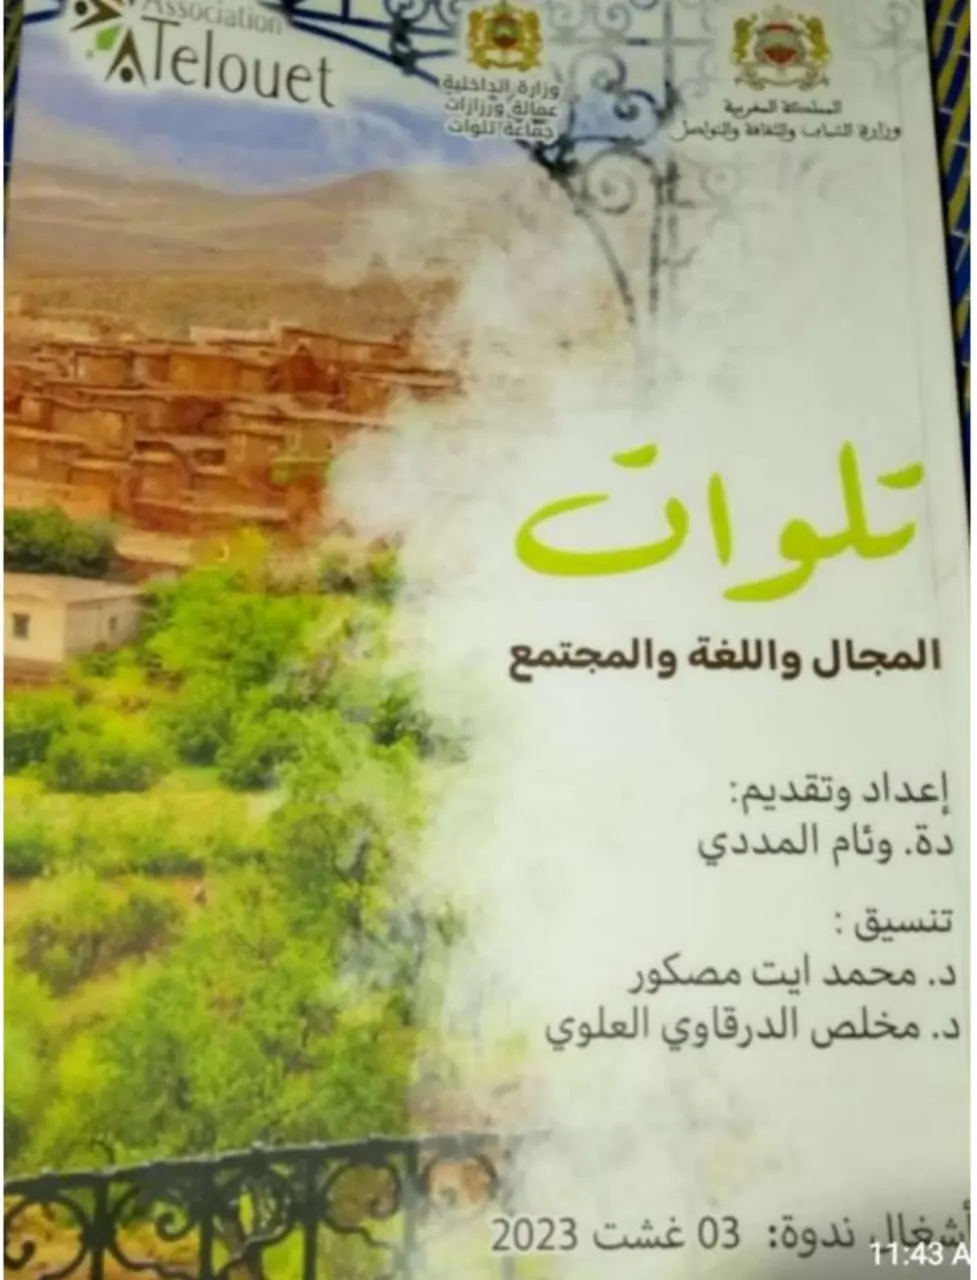 Association
Telouet
وزارة الداخلية
عمالة ورزازات
جماعة تلوات
المملكة المغربية
وزارة الشباب والثقافة والتواصل
تلوات
المجال واللغة والمجتمع
إعداد وتقديم:
دة. وئام المددي
تنسيق :
د. محمد ايت مصكور
د. مخلص الدرقاوي العلوي
أشغال ندوة: 03 غشت 2023
11:43 A